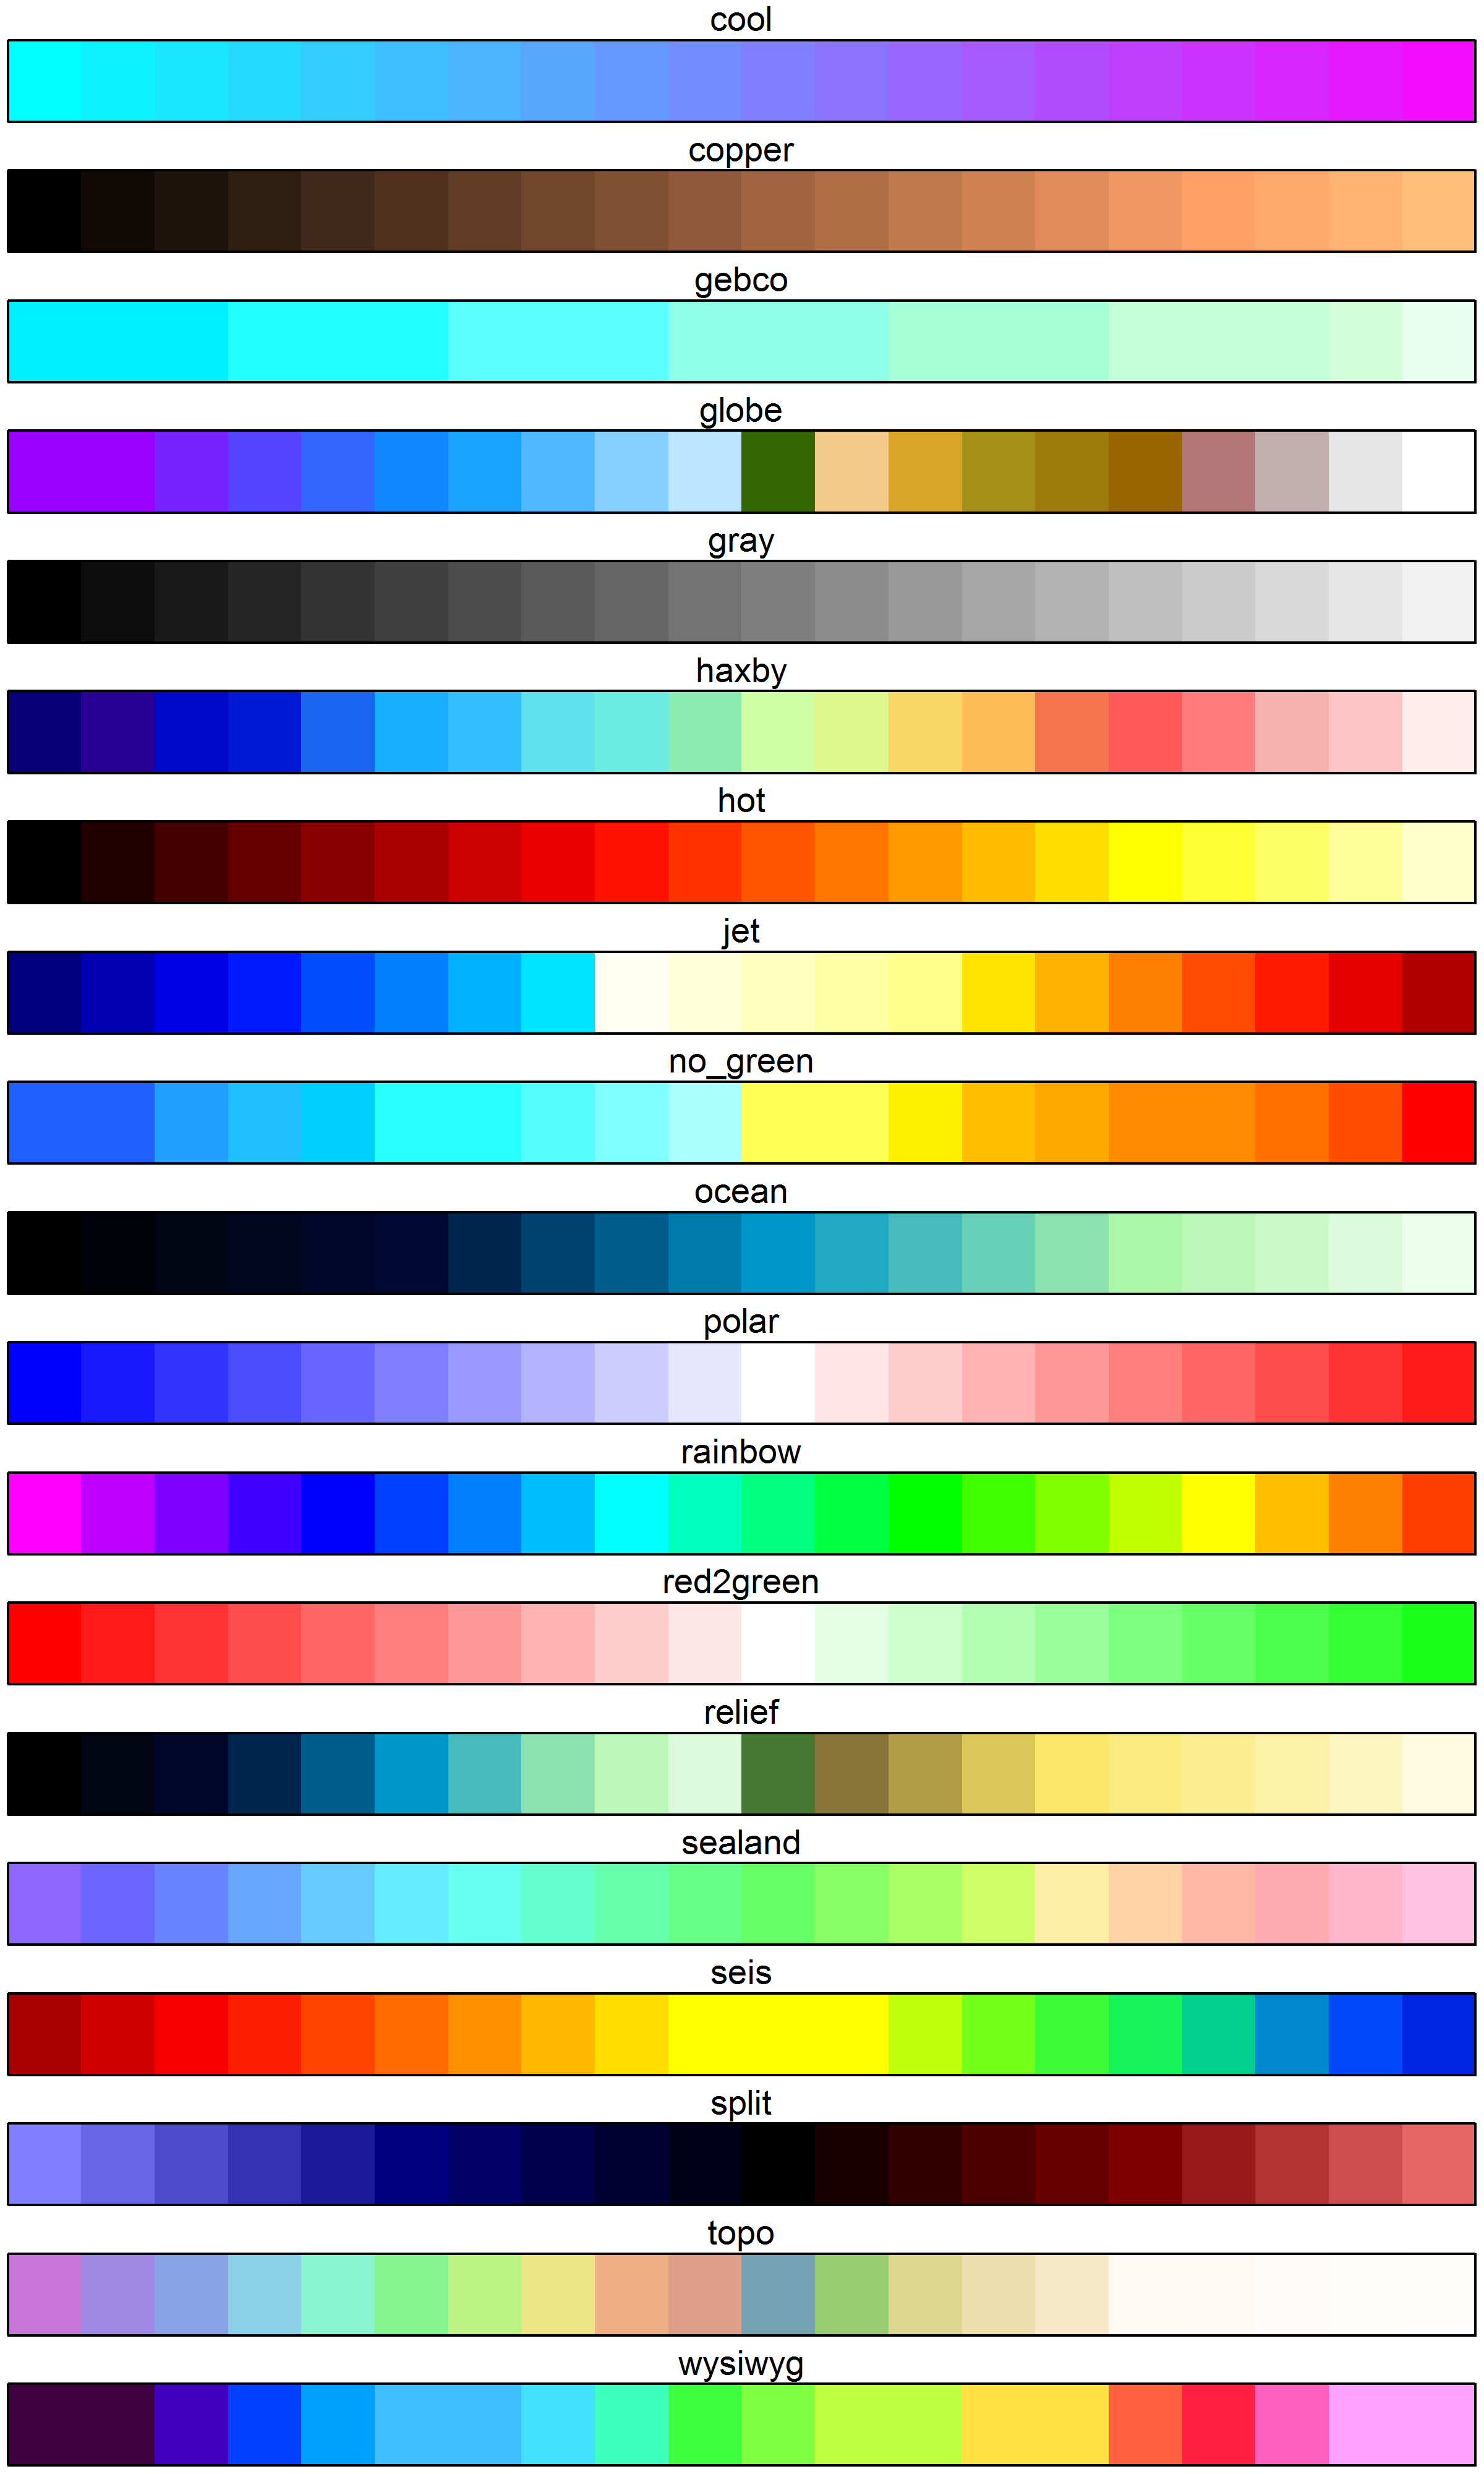 cool
copper
gebco
globe
gray
haxby
hot
jet
no_green
ocean
polar
rainbow
red2green
relief
sealand
seis
split
topo
wysiwyg